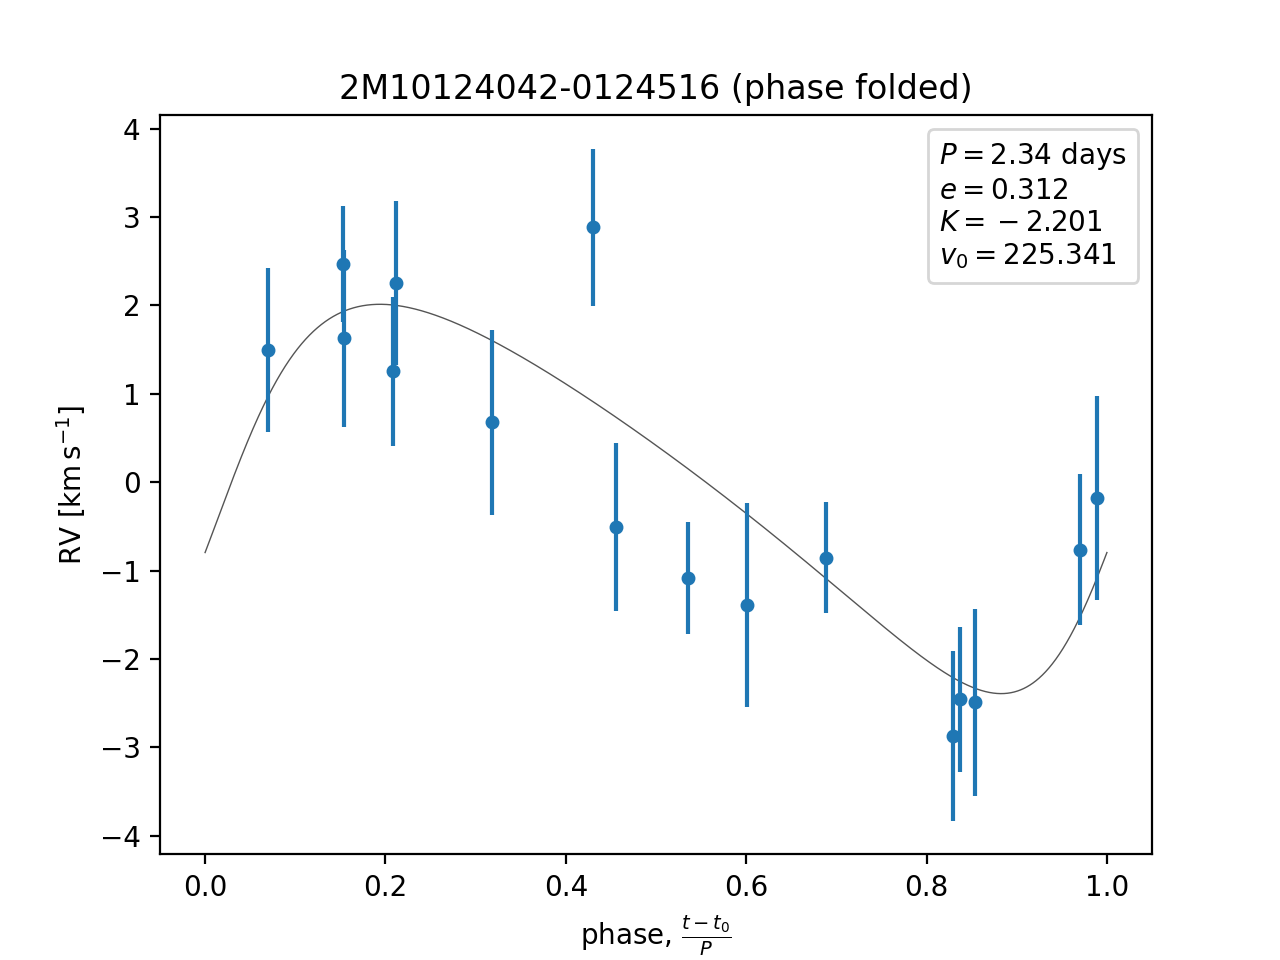 2M10124042-0124516 (phase folded)
P = 2.34 days
e = 0.312
K = −2.201
v₀ = 225.341
4
3
2
1
0
−1
−2
−3
−4
RV [km s⁻¹]
0.0 0.2 0.4 0.6 0.8 1.0
phase, (t − t₀)/P